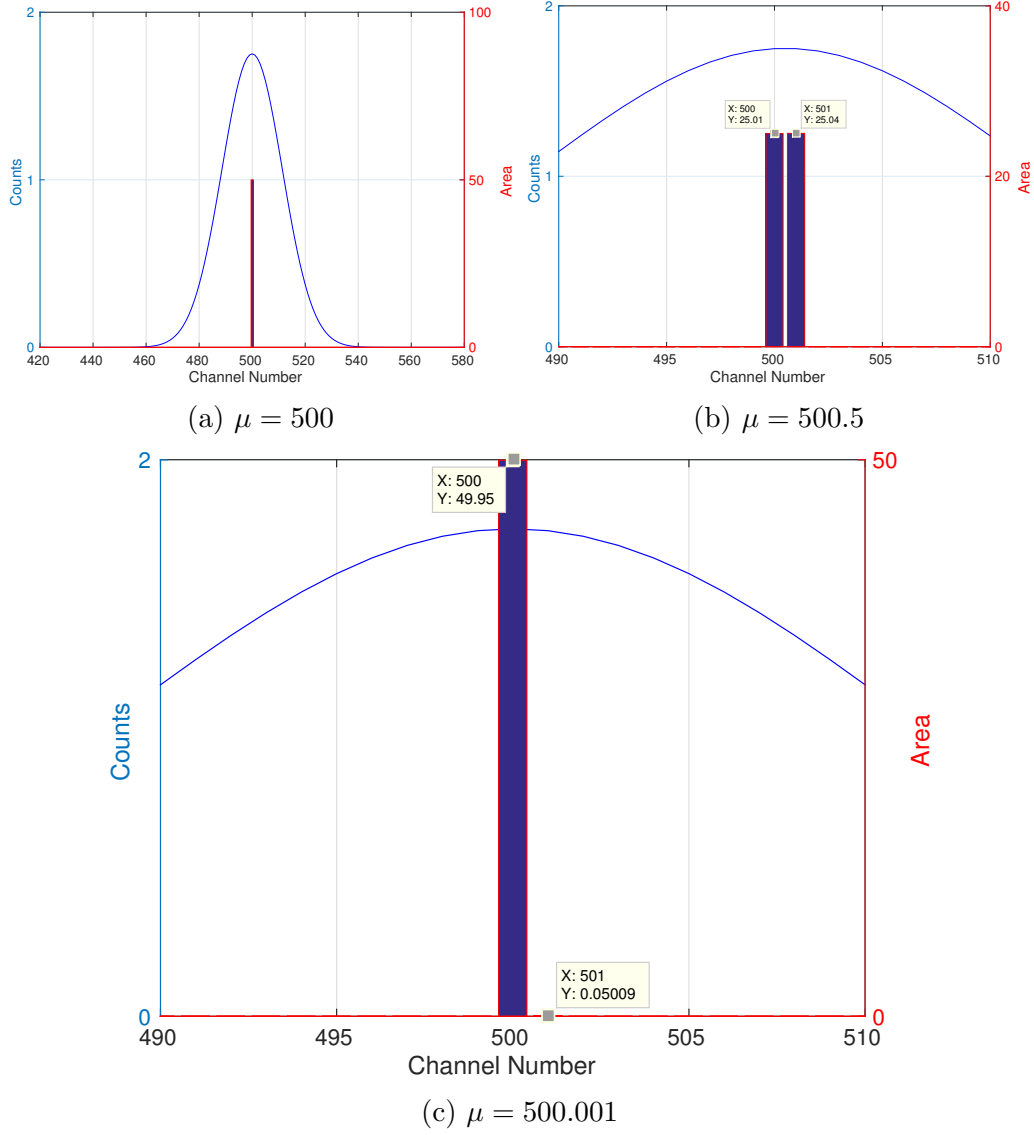 2
1
0
Counts
100
50
0
Area
420 440 460 480 500 520 540 560 580
Channel Number
(a) μ = 500
2
1
0
Counts
40
20
0
Area
X: 500
Y: 25.01
X: 501
Y: 25.04
490 495 500 505 510
Channel Number
(b) μ = 500.5
2
0
Counts
50
0
Area
X: 500
Y: 49.95
X: 501
Y: 0.05009
490 495 500 505 510
Channel Number
(c) μ = 500.001